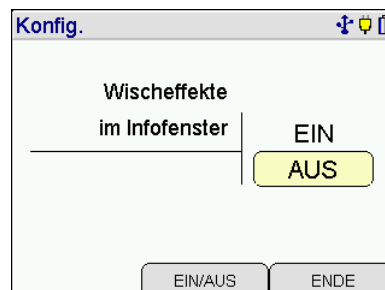 Konfig.
Wischeffekte
im Infofenster
EIN
AUS
EIN/AUS
ENDE